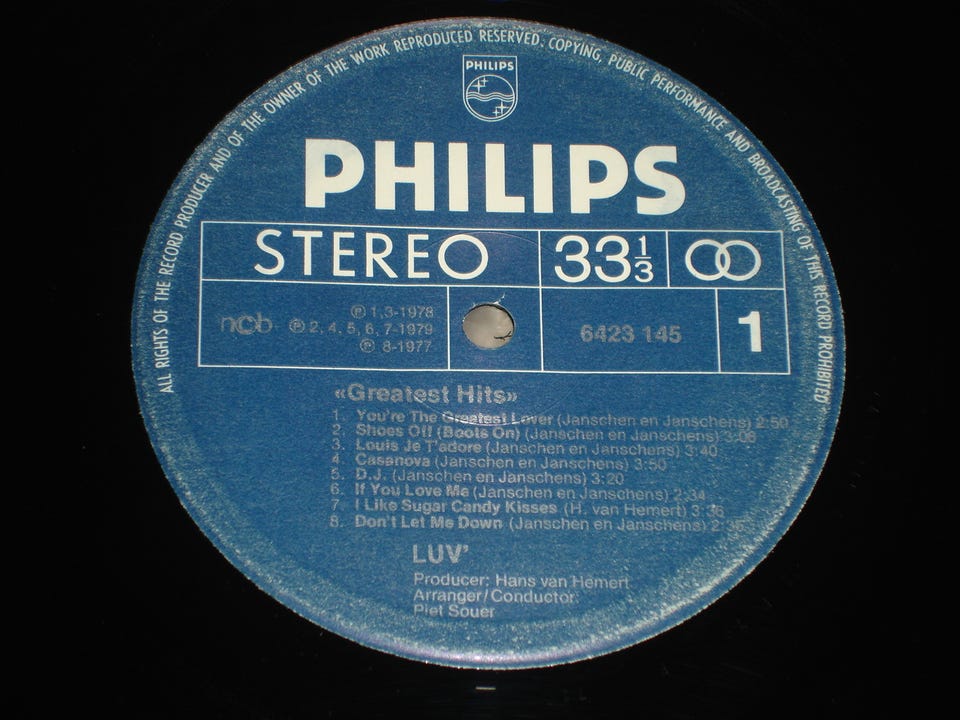 ALL RIGHTS OF THE RECORD PRODUCER AND OF THE OWNER OF THE WORK REPRODUCED RESERVED. COPYING, PUBLIC PERFORMANCE AND BROADCASTING OF THIS RECORD PROHIBITED
PHILIPS
PHILIPS
STEREO 33 1/3
ncb
℗ 1,3-1978
℗ 2, 4, 5, 6, 7-1979
℗ 8-1977
6423 145
1
«Greatest Hits»
1. You're The Greatest Lover (Janschen en Janschens) 2:50
2. Shoes Off (Boots On) (Janschen en Janschens) 3:08
3. Louis Je T'adore (Janschen en Janschens) 3:40
4. Casanova (Janschen en Janschens) 3:50
5. D.J. (Janschen en Janschens) 3:20
6. If You Love Me (Janschen en Janschens) 2:34
7 I Like Sugar Candy Kisses (H. van Hemert) 3:36
8. Don't Let Me Down (Janschen en Janschens)
LUV'
Producer: Hans van Hemert
Arranger/Conductor:
Piet Souer